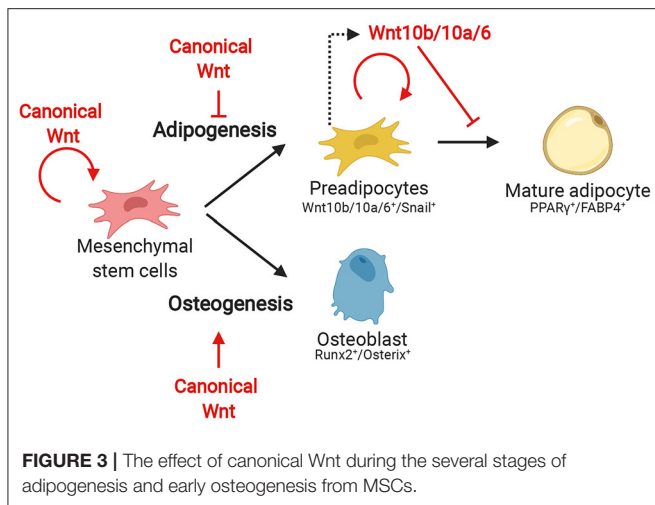 Wnt10b/10a/6
Canonical
Wnt
Canonical
Wnt
Adipogenesis
Preadipocytes
Wnt10b/10a/6⁺/Snail⁺
Mature adipocyte
PPARγ⁺/FABP4⁺
Mesenchymal
stem cells
Osteogenesis
Osteoblast
Runx2⁺/Osterix⁺
Canonical
Wnt
FIGURE 3 | The effect of canonical Wnt during the several stages of
adipogenesis and early osteogenesis from MSCs.